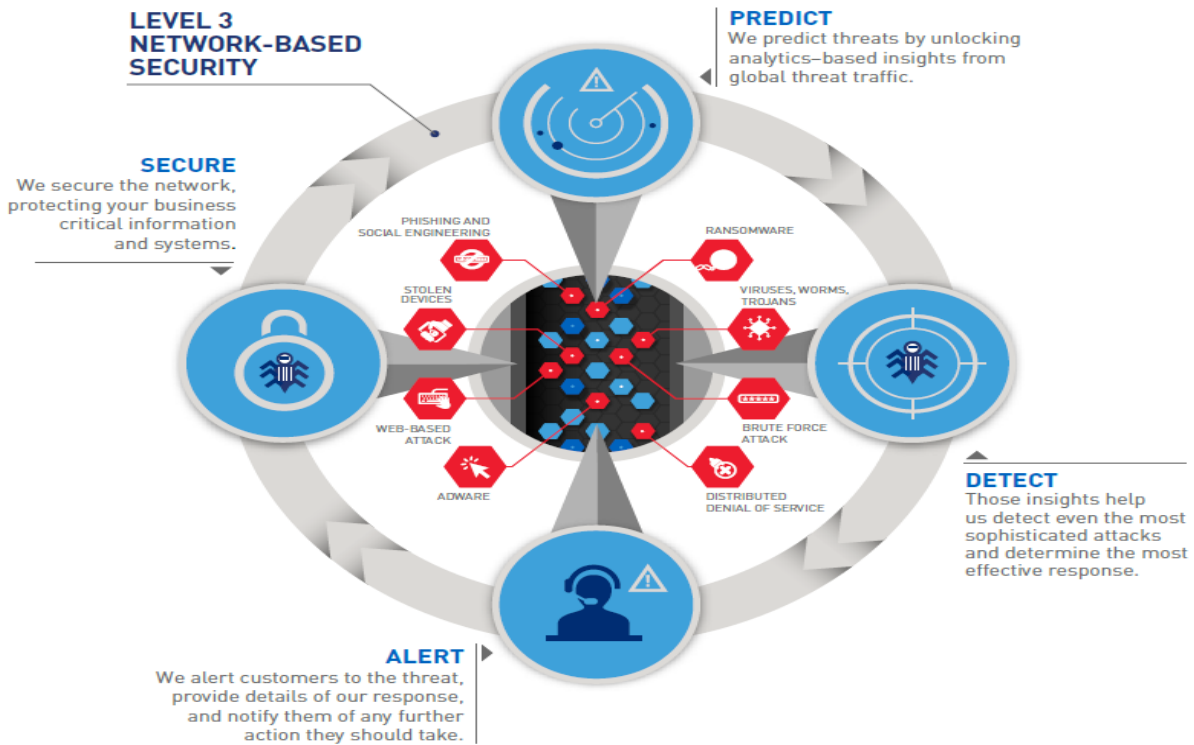 LEVEL 3
NETWORK-BASED
SECURITY
PREDICT
We predict threats by unlocking
analytics–based insights from
global threat traffic.
SECURE
We secure the network,
protecting your business
critical information
and systems.
PHISHING AND
SOCIAL ENGINEERING
RANSOMWARE
STOLEN
DEVICES
VIRUSES, WORMS,
TROJANS
WEB-BASED
ATTACK
BRUTE FORCE
ATTACK
ADWARE
DISTRIBUTED
DENIAL OF SERVICE
DETECT
Those insights help
us detect even the most
sophisticated attacks
and determine the most
effective response.
ALERT
We alert customers to the threat,
provide details of our response,
and notify them of any further
action they should take.